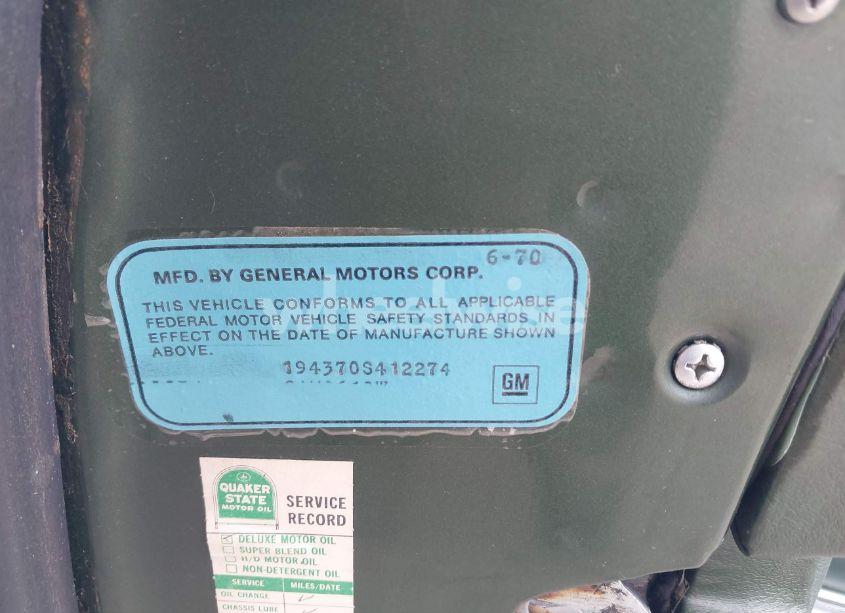 6-70
MFD. BY GENERAL MOTORS CORP.
THIS VEHICLE CONFORMS TO ALL APPLICABLE
FEDERAL MOTOR VEHICLE SAFETY STANDARDS IN
EFFECT ON THE DATE OF MANUFACTURE SHOWN
ABOVE.
194370S412274
GM
QUAKER
STATE
MOTOR OIL
SERVICE
RECORD
DELUXE MOTOR OIL
SUPER BLEND OIL
H/D MOTOR OIL
NON-DETERGENT OIL
SERVICE MILES/DATE
OIL CHANGE
CHASSIS LUBE